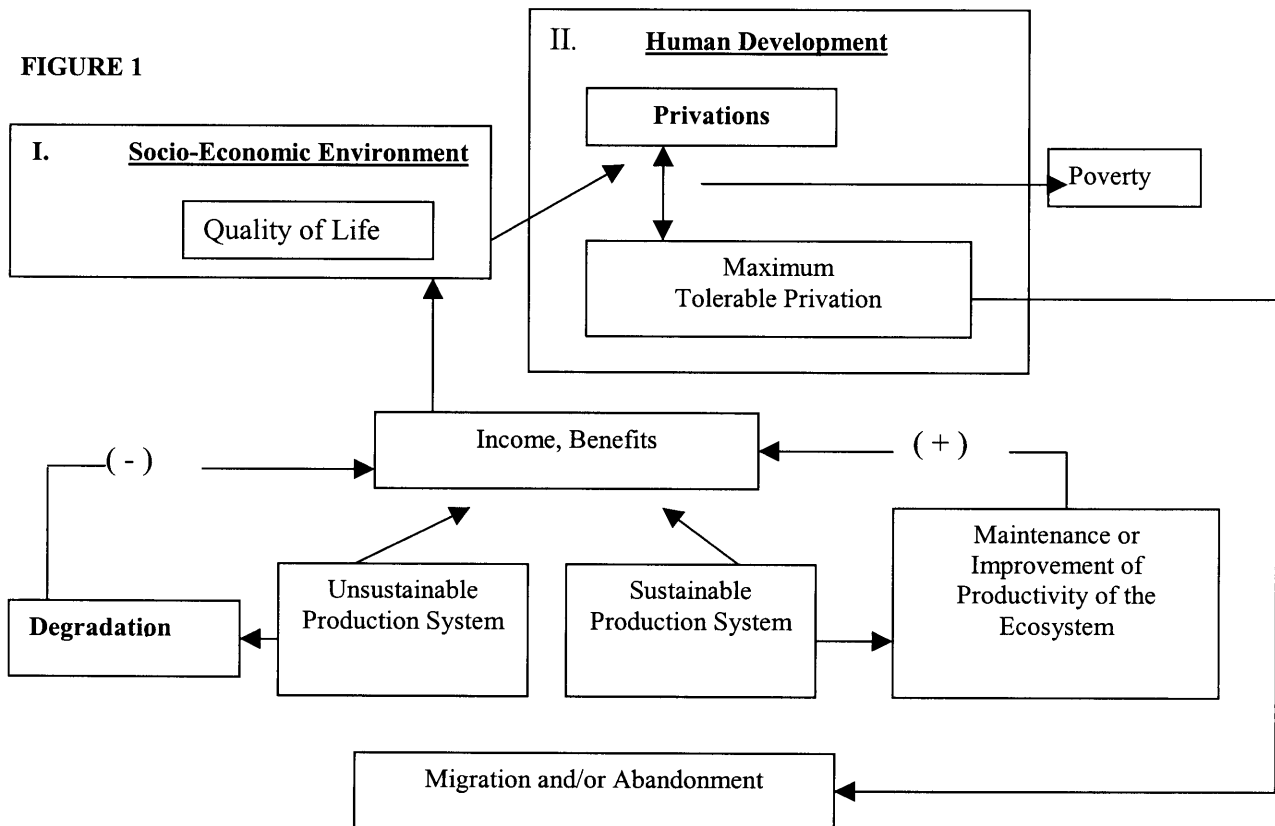 FIGURE 1
II. Human Development
Privations
I. Socio-Economic Environment
Quality of Life
Poverty
Maximum
Tolerable Privation
Income, Benefits
( - )
( + )
Maintenance or
Improvement of
Productivity of the
Ecosystem
Unsustainable
Production System
Sustainable
Production System
Degradation
Migration and/or Abandonment